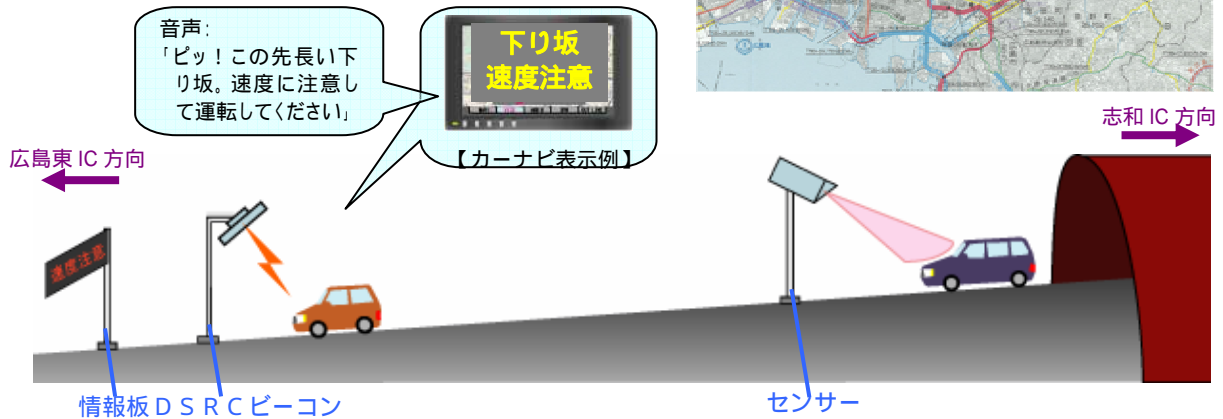 音声:
「ピッ！この先長い下
り坂。速度に注意し
て運転してください」
下り坂
速度注意
【カーナビ表示例】
志和 IC 方向
広島東 IC 方向
速度注意
情報板
ＤＳＲＣビーコン
センサー